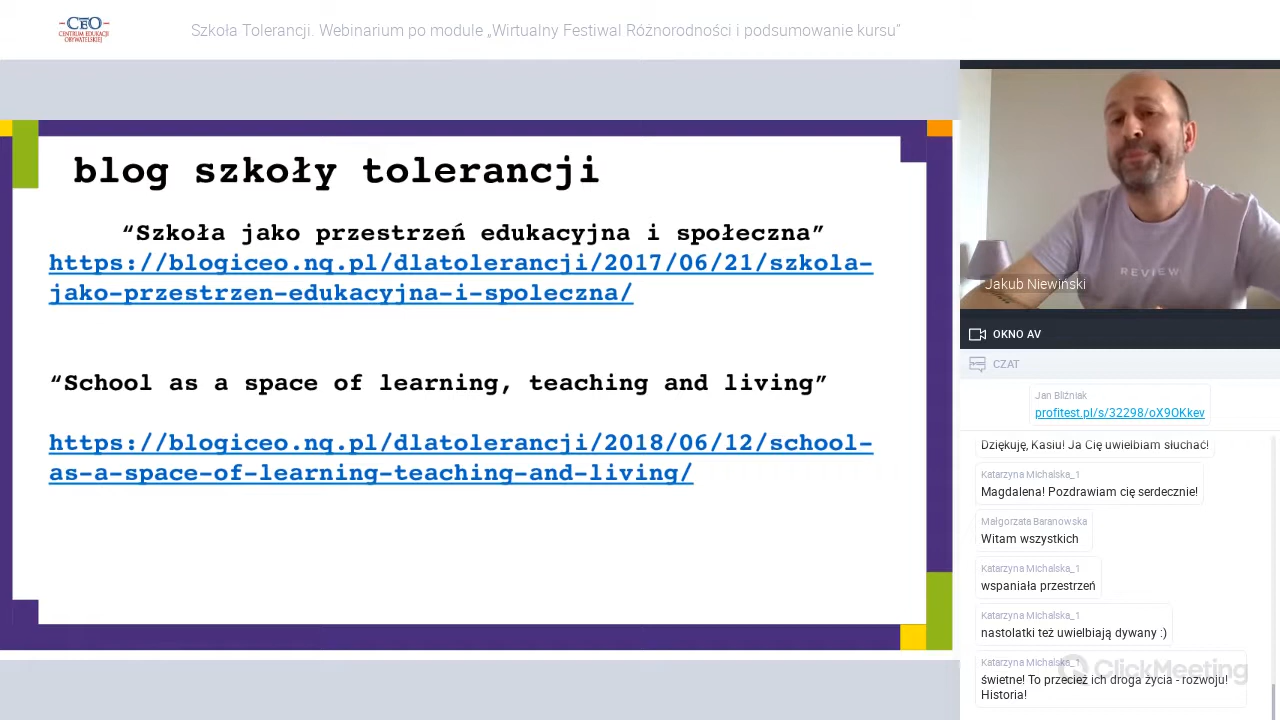 CEO
CENTRUM EDUKACJI
OBYWATELSKIEJ
Szkoła Tolerancji. Webinarium po module „Wirtualny Festiwal Różnorodności i podsumowanie kursu”
blog szkoły tolerancji
“Szkoła jako przestrzeń edukacyjna i społeczna”
https://blogiceo.nq.pl/dlatolerancji/2017/06/21/szkola-
jako-przestrzen-edukacyjna-i-spoleczna/
“School as a space of learning, teaching and living”
https://blogiceo.nq.pl/dlatolerancji/2018/06/12/school-
as-a-space-of-learning-teaching-and-living/
REVIEW
Jakub Niewiński
OKNO AV
CZAT
Jan Bliźniak
profitest.pl/s/32298/oX9OKkev
Dziękuję, Kasiu! Ja Cię uwielbiam słuchać!
Katarzyna Michalska_1
Magdalena! Pozdrawiam cię serdecznie!
Małgorzata Baranowska
Witam wszystkich
Katarzyna Michalska_1
wspaniała przestrzeń
Katarzyna Michalska_1
nastolatki też uwielbiają dywany :)
Katarzyna Michalska_1
świetne! To przecież ich droga życia - rozwoju!
Historia!
ClickMeeting